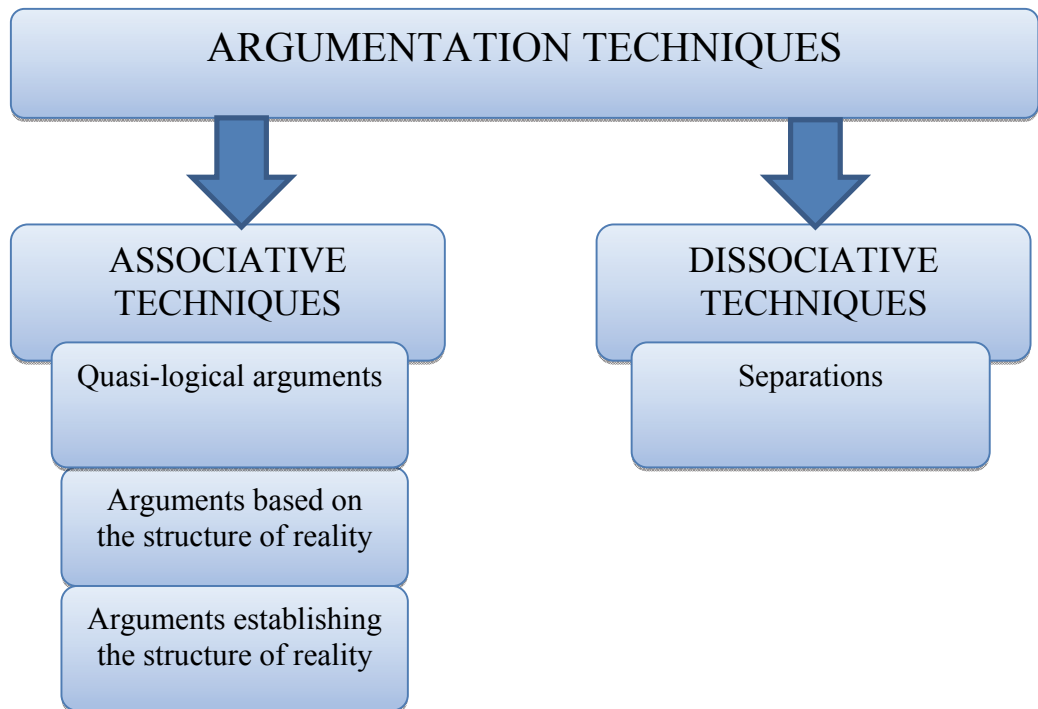 ARGUMENTATION TECHNIQUES
ASSOCIATIVE
TECHNIQUES
Quasi-logical arguments
Arguments based on
the structure of reality
Arguments establishing
the structure of reality
DISSOCIATIVE
TECHNIQUES
Separations